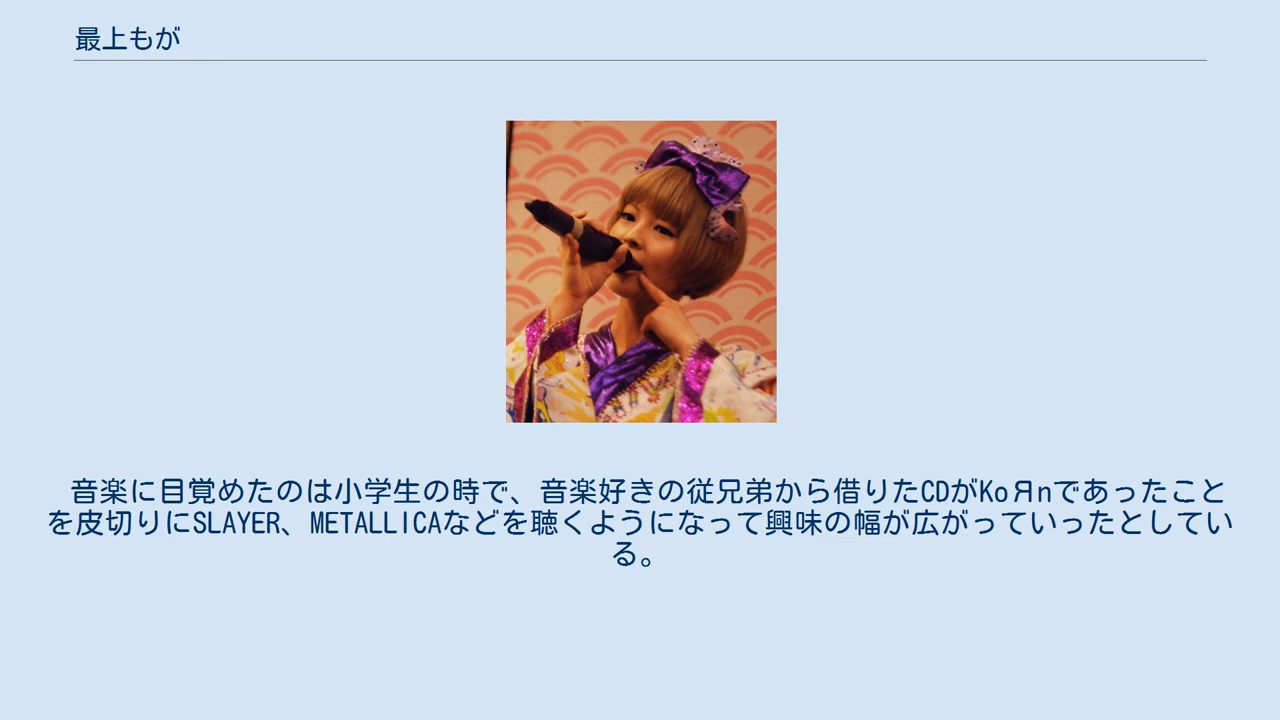 最上もが
音楽に目覚めたのは小学生の時で、音楽好きの従兄弟から借りたCDがKoЯnであったこと
を皮切りにSLAYER、METALLICAなどを聴くようになって興味の幅が広がっていったとしてい
る。